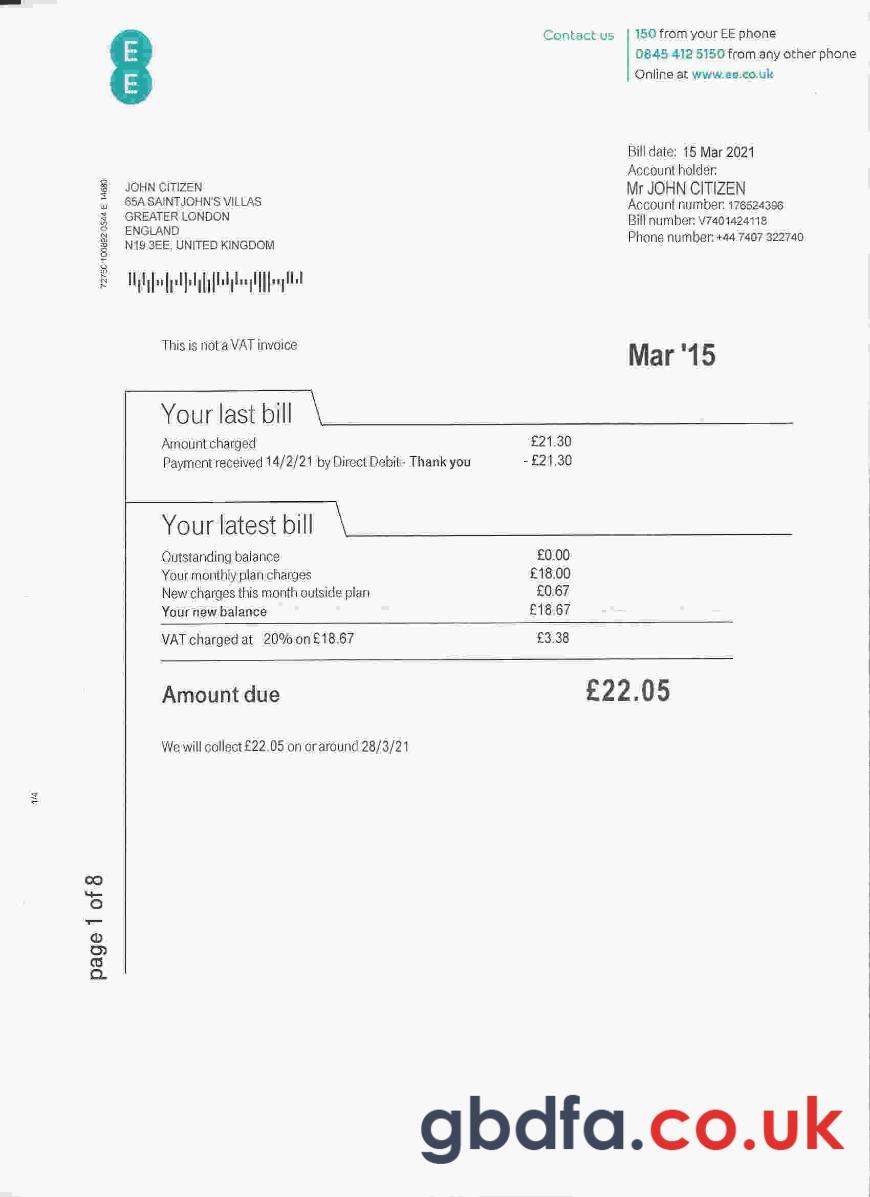 E
E
Contact us
150 from your EE phone
0845 412 5150 from any other phone
Online at www.ee.co.uk
Bill date: 15 Mar 2021
Account holder:
Mr JOHN CITIZEN
Account number: 176524396
Bill number: V7401424118
Phone number: +44 7407 322740
JOHN CITIZEN
65A SAINTJOHN'S VILLAS
GREATER LONDON
ENGLAND
N19 3EE, UNITED KINGDOM
This is not a VAT invoice
Mar '15
Your last bill
Amount charged £21.30
Payment received 14/2/21 by Direct Debit - Thank you - £21.30
Your latest bill
Outstanding balance £0.00
Your monthly plan charges £18.00
New charges this month outside plan £0.67
Your new balance £18.67
VAT charged at 20% on £18.67 £3.38
Amount due £22.05
We will collect £22.05 on or around 28/3/21
1/4
page 1 of 8
gbdfa.co.uk